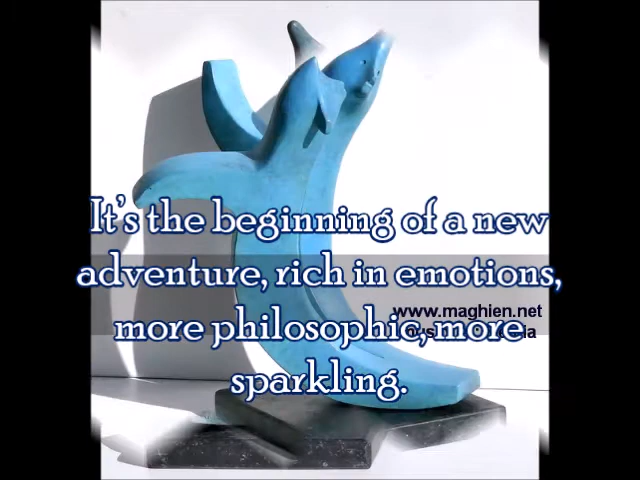 It's the beginning of a new
adventure, rich in emotions,
www.maghien.net
more philosophic, more
sparkling.